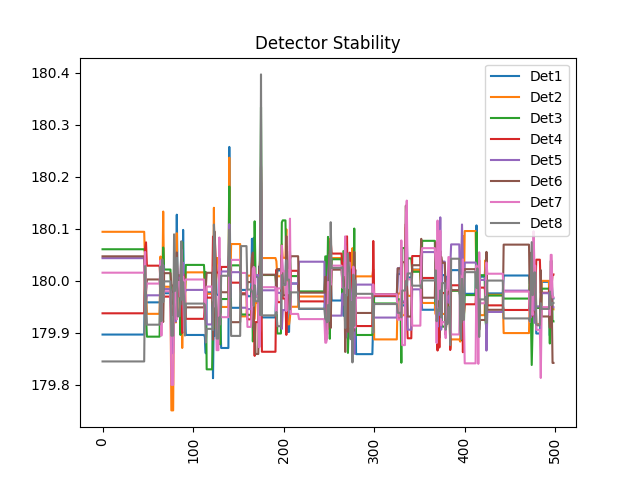 Detector Stability
180.4
180.3
180.2
180.1
180.0
179.9
179.8
0
100
200
300
400
500
Det1
Det2
Det3
Det4
Det5
Det6
Det7
Det8